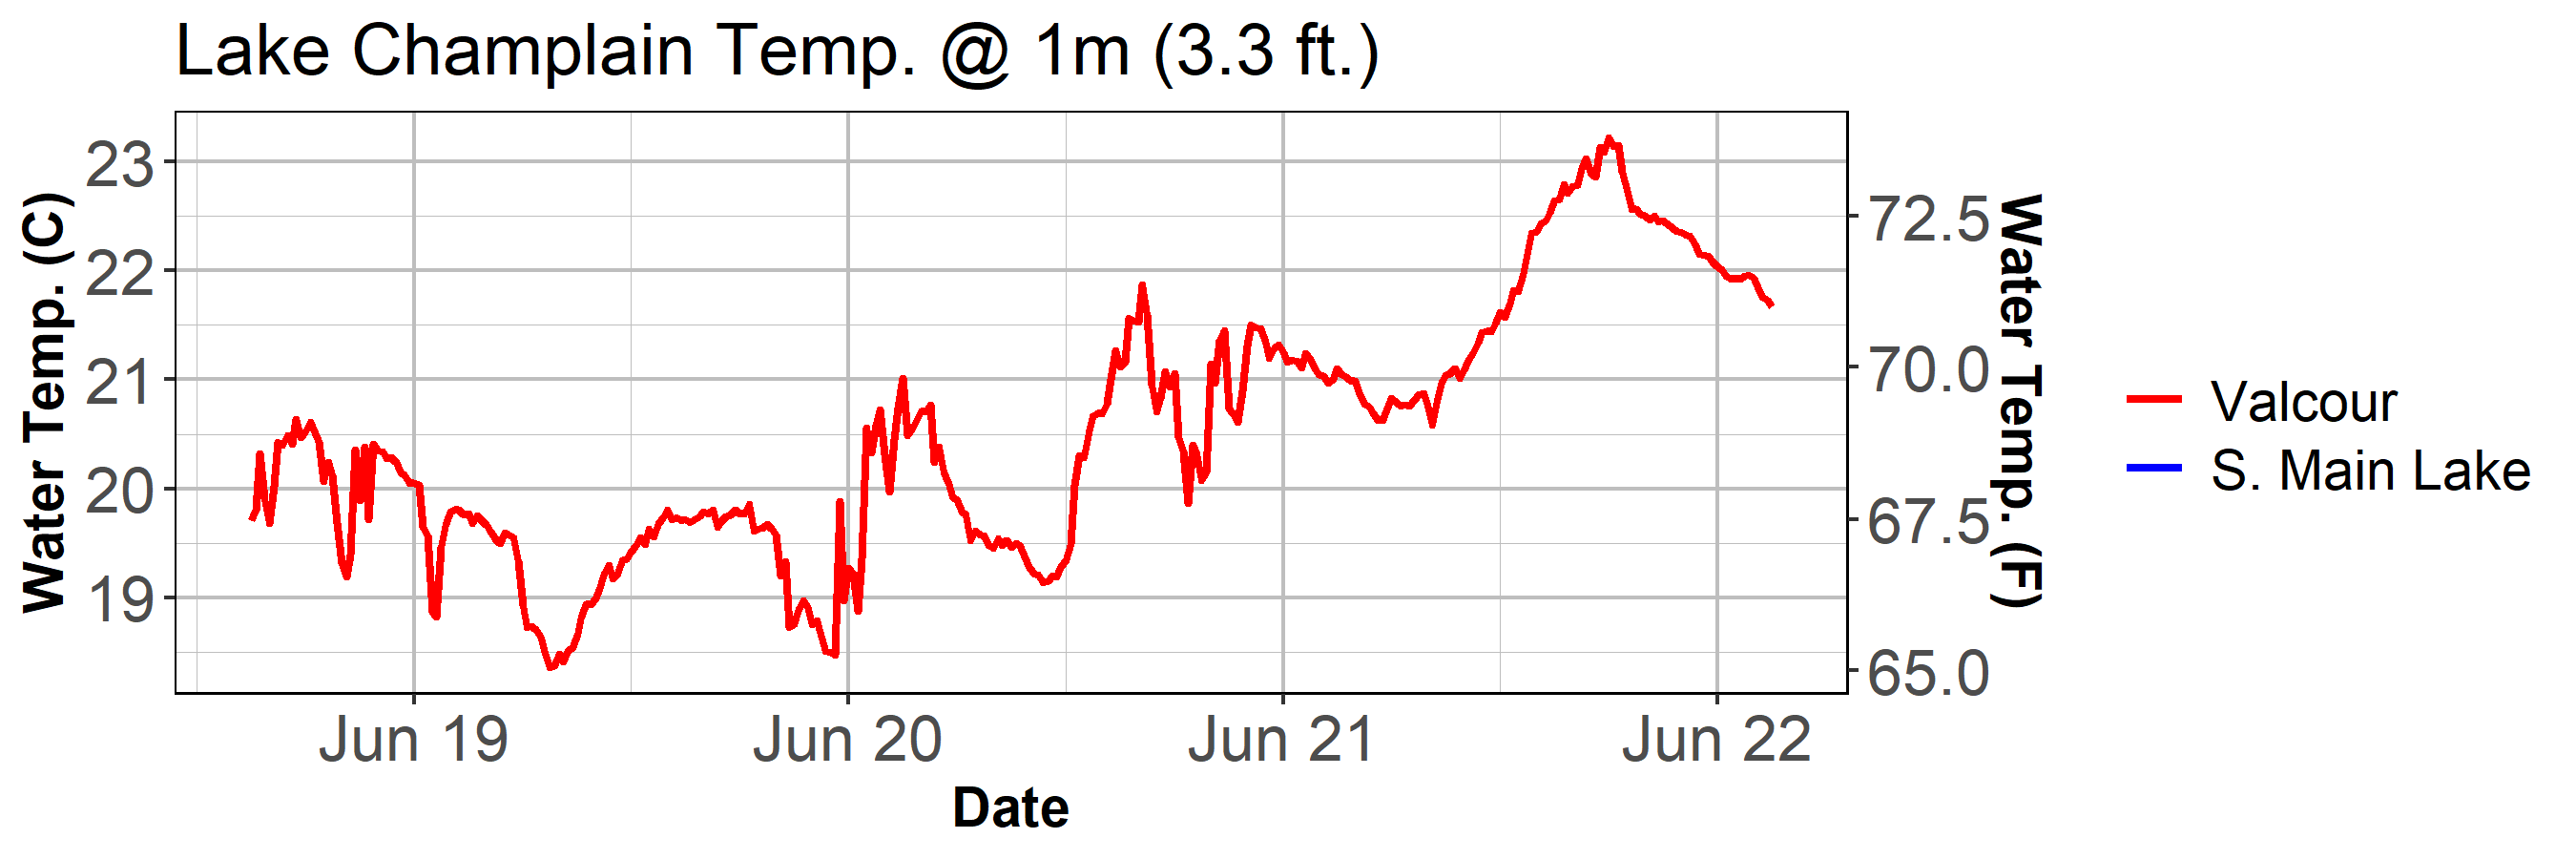 Lake Champlain Temp. @ 1m (3.3 ft.)
Water Temp. (C)
23
22
21
20
19
72.5
70.0
67.5
65.0
Water Temp. (F)
Jun 19
Jun 20
Jun 21
Jun 22
Date
Valcour
S. Main Lake